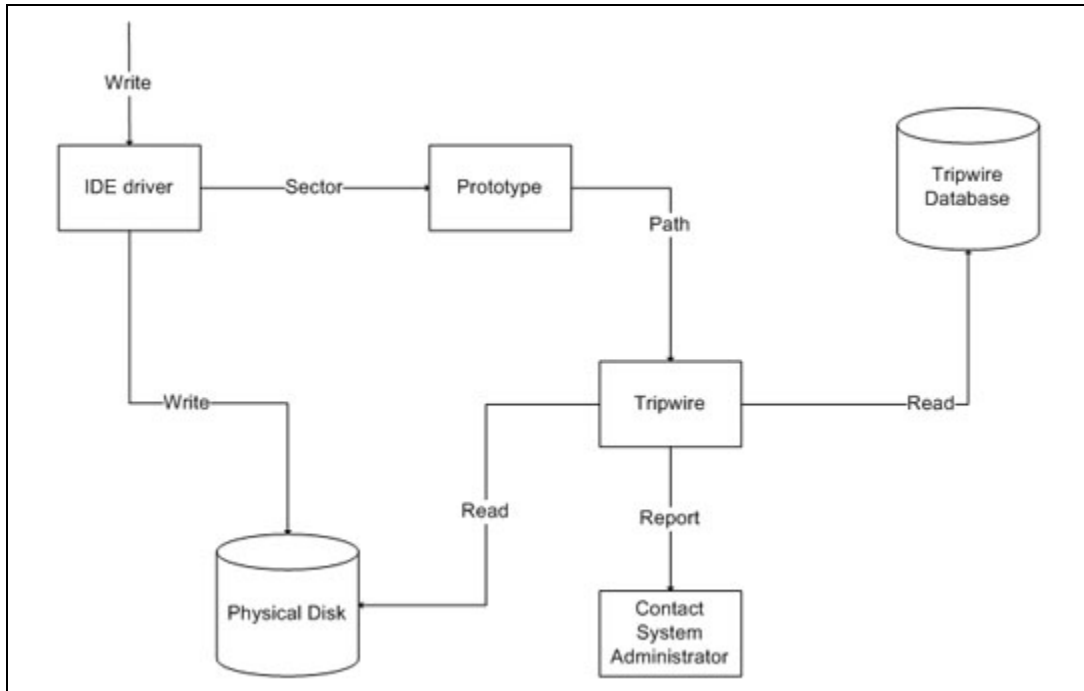 Write
IDE driver
Sector
Prototype
Path
Tripwire
Database
Write
Tripwire
Read
Read
Report
Physical Disk
Contact
System
Administrator